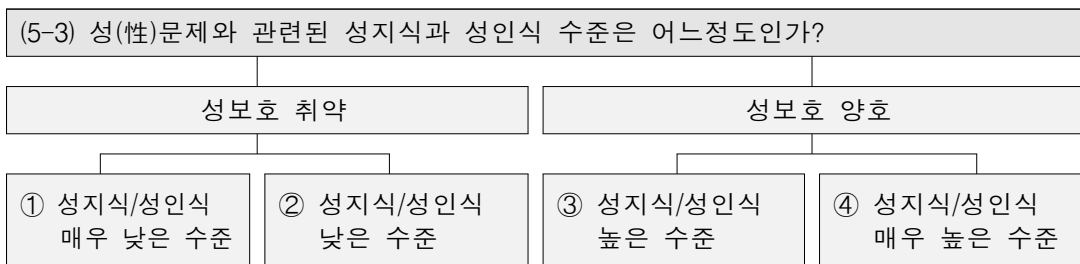 (5-3) 성(性)문제와 관련된 성지식과 성인식 수준은 어느정도인가?
성보호 취약
성보호 양호
① 성지식/성인식
매우 낮은 수준
② 성지식/성인식
낮은 수준
③ 성지식/성인식
높은 수준
④ 성지식/성인식
매우 높은 수준